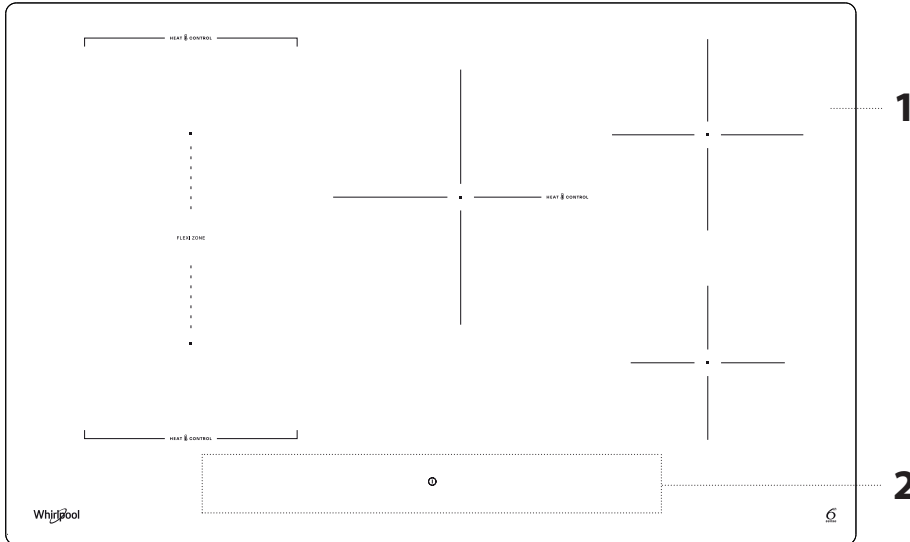 HEAT CONTROL
1
HEAT CONTROL
FLEXI ZONE
HEAT CONTROL
2
Whirlpool
6